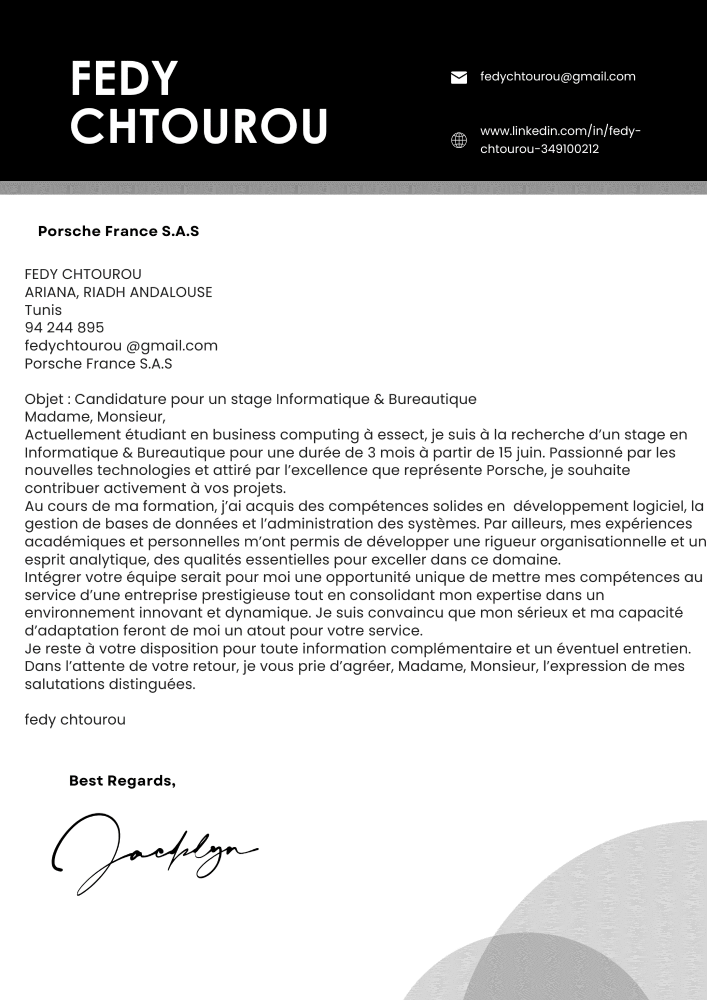 FEDY
CHTOUROU
fedychtourou@gmail.com
www.linkedin.com/in/fedy-
chtourou-349100212
Porsche France S.A.S
FEDY CHTOUROU
ARIANA, RIADH ANDALOUSE
Tunis
94 244 895
fedychtourou @gmail.com
Porsche France S.A.S
Objet : Candidature pour un stage Informatique & Bureautique
Madame, Monsieur,
Actuellement étudiant en business computing à essect, je suis à la recherche d’un stage en
Informatique & Bureautique pour une durée de 3 mois à partir de 15 juin. Passionné par les
nouvelles technologies et attiré par l’excellence que représente Porsche, je souhaite
contribuer activement à vos projets.
Au cours de ma formation, j’ai acquis des compétences solides en  développement logiciel, la
gestion de bases de données et l’administration des systèmes. Par ailleurs, mes expériences
académiques et personnelles m’ont permis de développer une rigueur organisationnelle et un
esprit analytique, des qualités essentielles pour exceller dans ce domaine.
Intégrer votre équipe serait pour moi une opportunité unique de mettre mes compétences au
service d’une entreprise prestigieuse tout en consolidant mon expertise dans un
environnement innovant et dynamique. Je suis convaincu que mon sérieux et ma capacité
d’adaptation feront de moi un atout pour votre service.
Je reste à votre disposition pour toute information complémentaire et un éventuel entretien.
Dans l’attente de votre retour, je vous prie d’agréer, Madame, Monsieur, l’expression de mes
salutations distinguées.
fedy chtourou
Best Regards,
Jacklyn